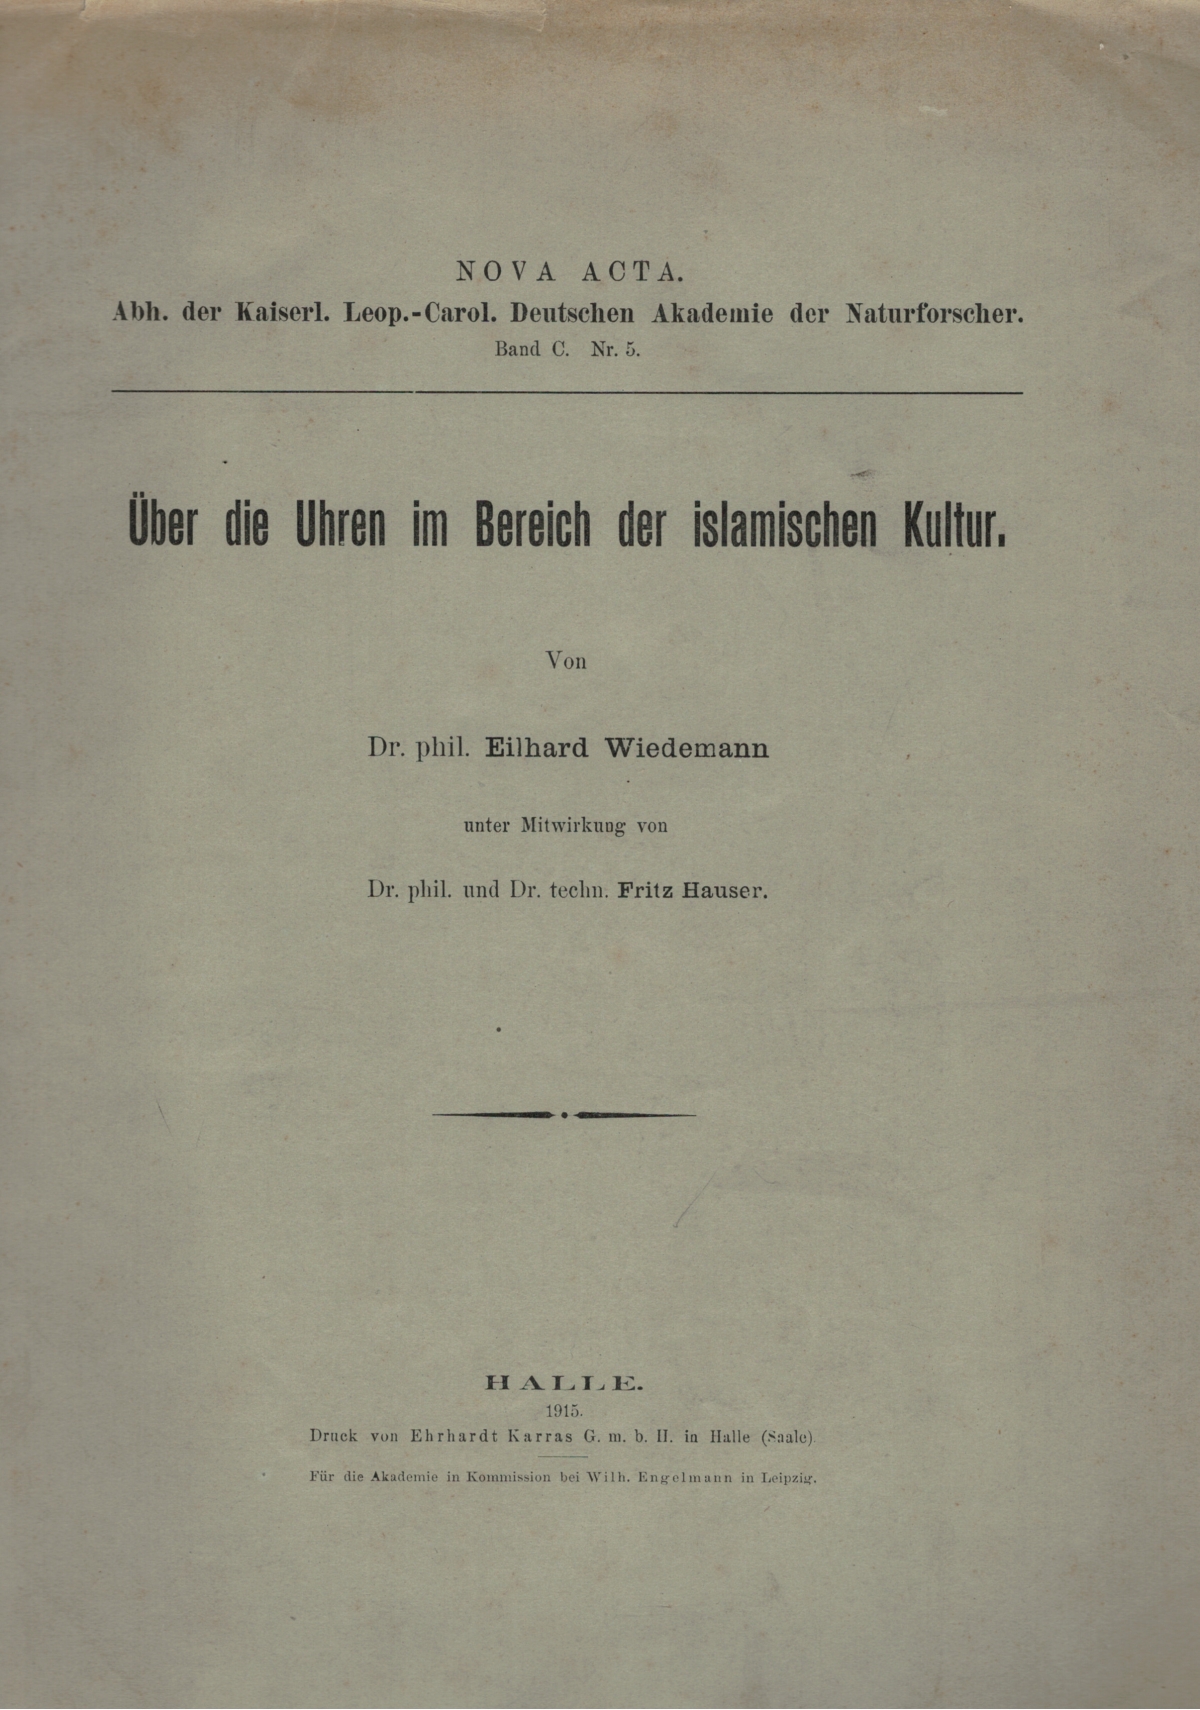 NOVA ACTA.
Abh. der Kaiserl. Leop.-Carol. Deutschen Akademie der Naturforscher.
Band C. Nr. 5.
Über die Uhren im Bereich der islamischen Kultur.
Von
Dr. phil. Eilhard Wiedemann
unter Mitwirkung von
Dr. phil. und Dr. techn. Fritz Hauser.
HALLE.
1915.
Druck von Ehrhardt Karras G. m. b. H. in Halle (Saale).
Für die Akademie in Kommission bei Wilh. Engelmann in Leipzig.